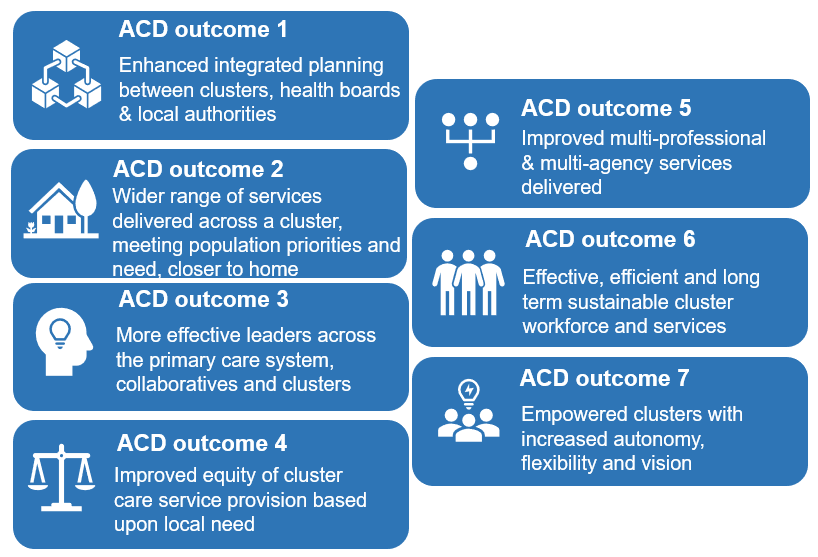 ACD outcome 1
Enhanced integrated planning
between clusters, health boards
& local authorities
ACD outcome 2
Wider range of services
delivered across a cluster,
meeting population priorities and
need, closer to home
ACD outcome 3
More effective leaders across
the primary care system,
collaboratives and clusters
ACD outcome 4
Improved equity of cluster
care service provision based
upon local need
ACD outcome 5
Improved multi-professional
& multi-agency services
delivered
ACD outcome 6
Effective, efficient and long
term sustainable cluster
workforce and services
ACD outcome 7
Empowered clusters with
increased autonomy,
flexibility and vision